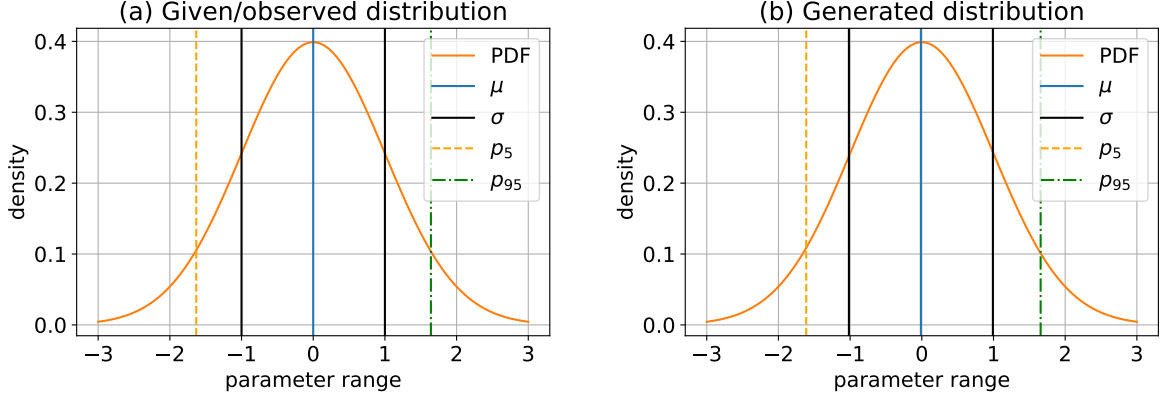 (a) Given/observed distribution
0.4
0.3
0.2
0.1
0.0
density
PDF
μ
σ
p5
p95
−3 −2 −1 0 1 2 3
parameter range
(b) Generated distribution
0.4
0.3
0.2
0.1
0.0
density
PDF
μ
σ
p5
p95
−3 −2 −1 0 1 2 3
parameter range